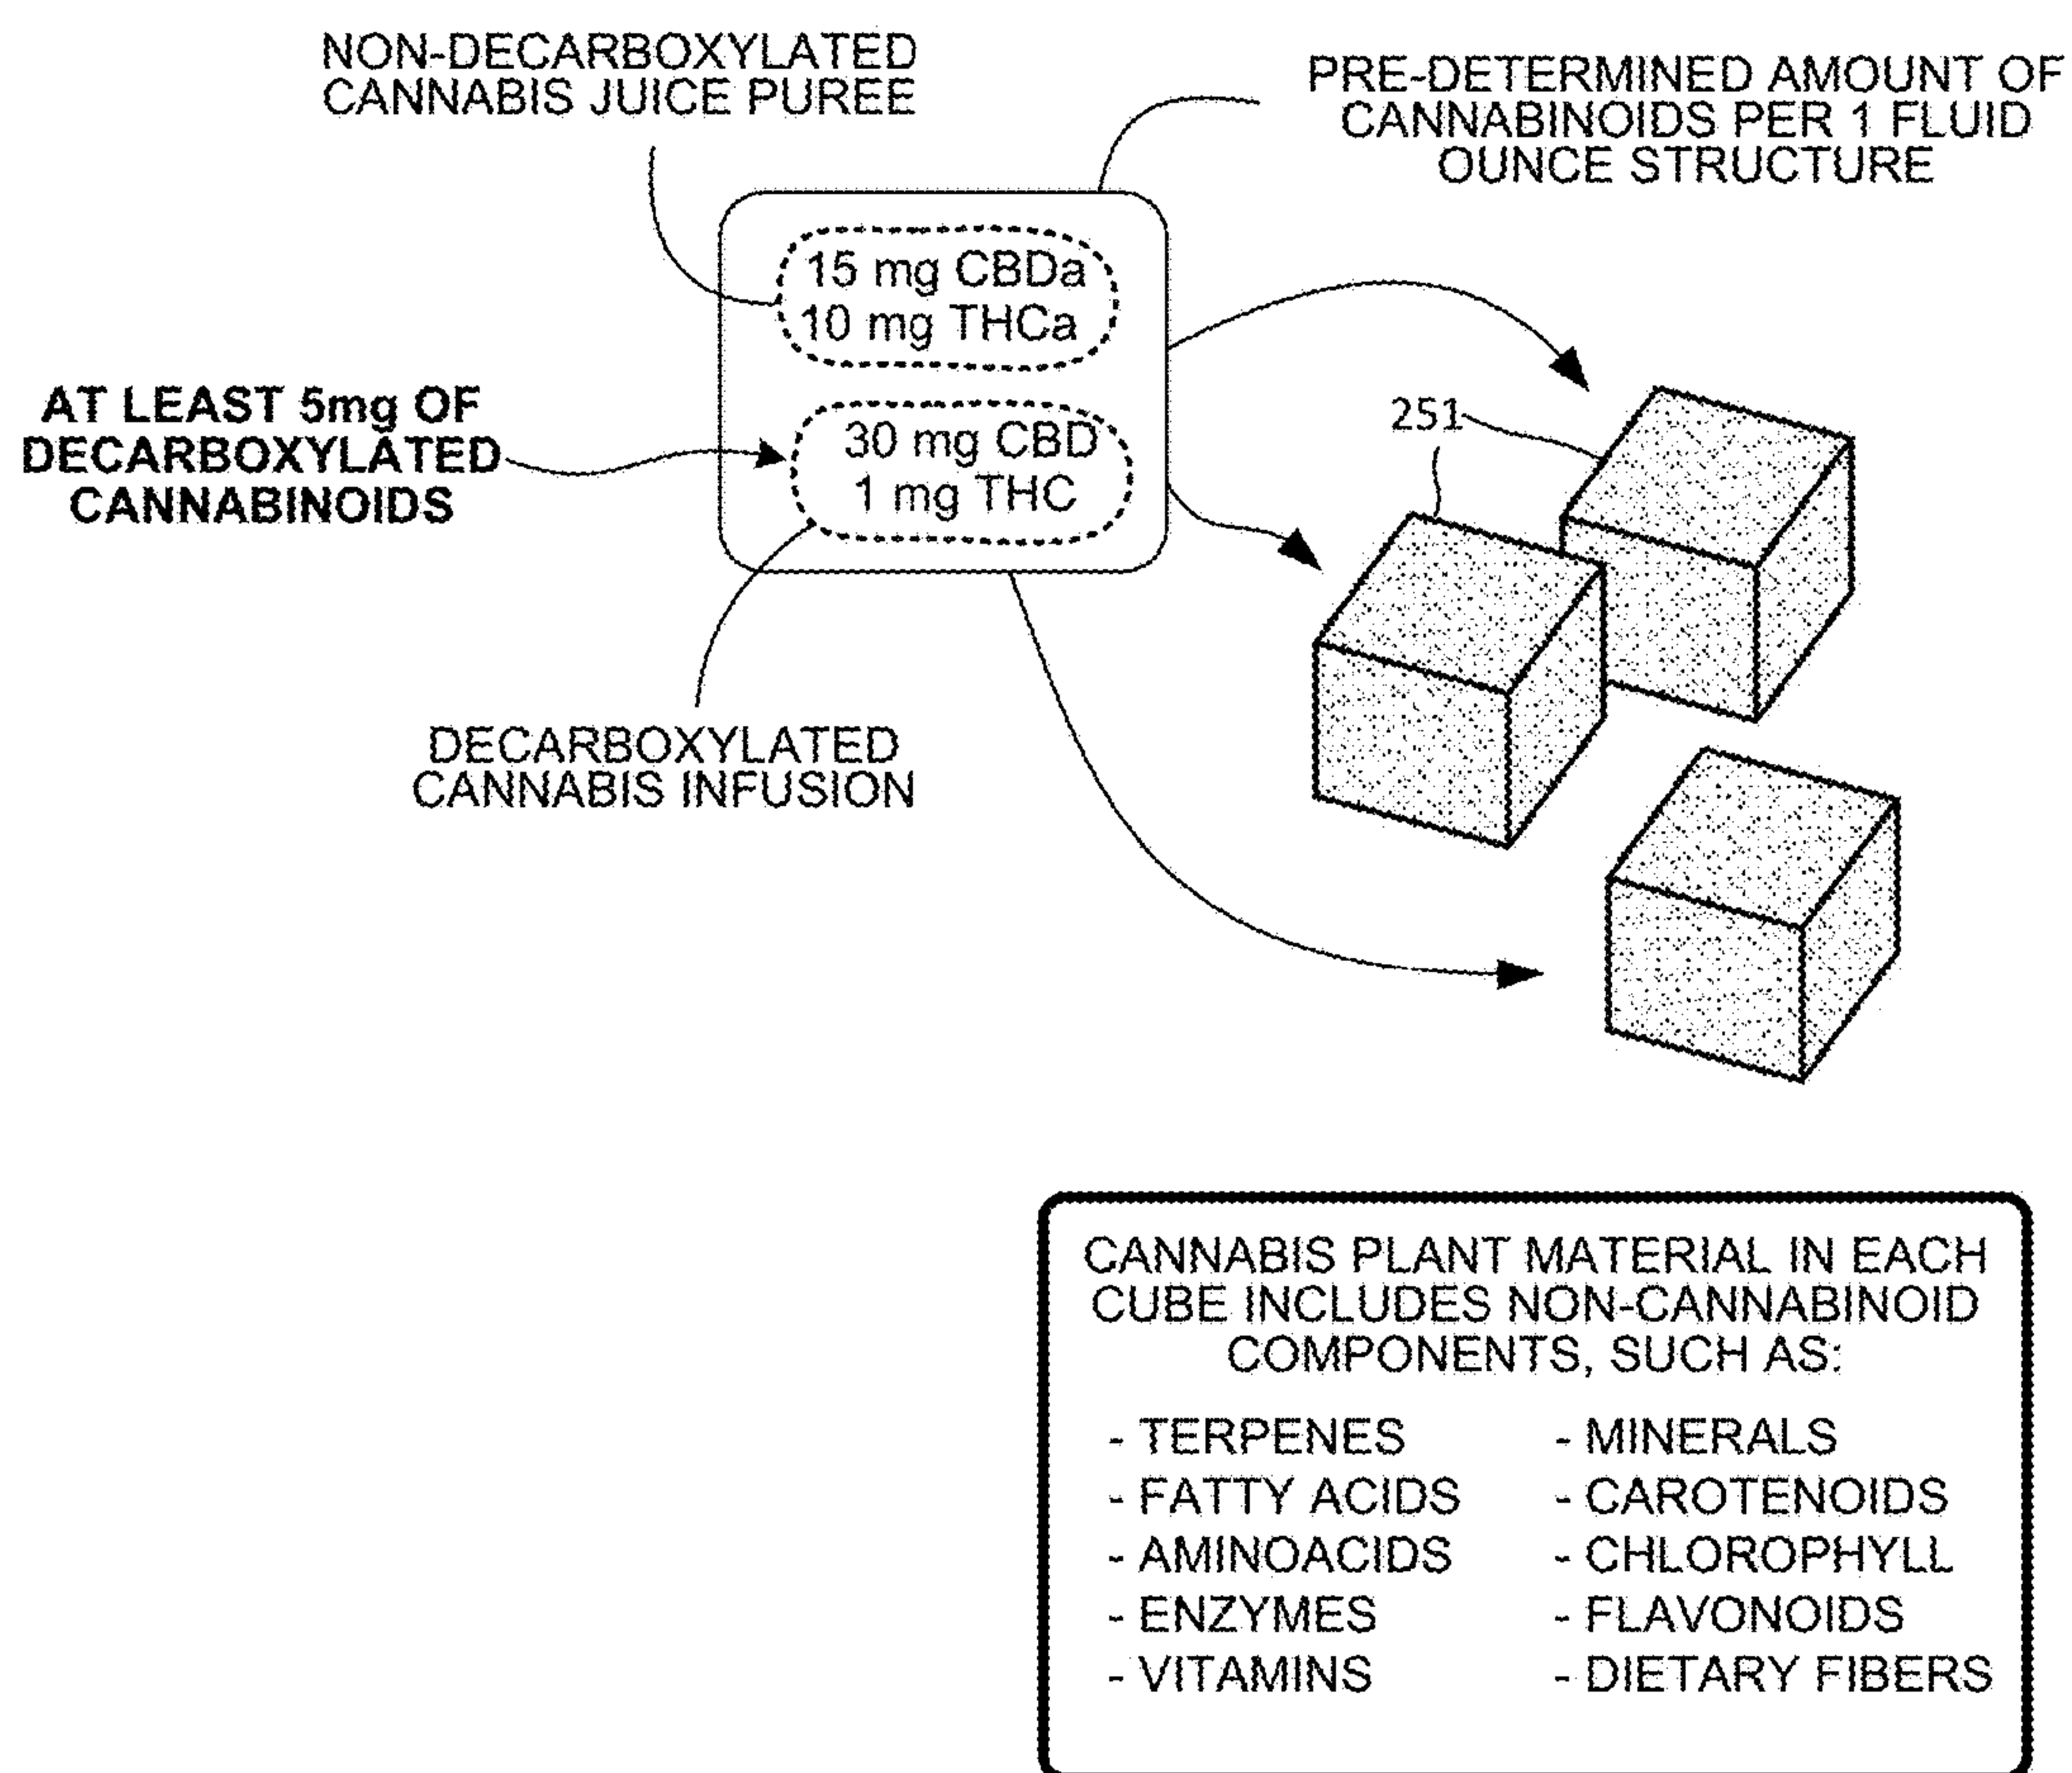 NON-DECARBOXYLATED
CANNABIS JUICE PUREE
PRE-DETERMINED AMOUNT OF
CANNABINOIDS PER 1 FLUID
OUNCE STRUCTURE
15 mg CBDa
10 mg THCa
AT LEAST 5mg OF
DECARBOXYLATED
CANNABINOIDS
30 mg CBD
1 mg THC
251
DECARBOXYLATED
CANNABIS INFUSION
CANNABIS PLANT MATERIAL IN EACH
CUBE INCLUDES NON-CANNABINOID
COMPONENTS, SUCH AS:
- TERPENES
- FATTY ACIDS
- AMINOACIDS
- ENZYMES
- VITAMINS
- MINERALS
- CAROTENOIDS
- CHLOROPHYLL
- FLAVONOIDS
- DIETARY FIBERS